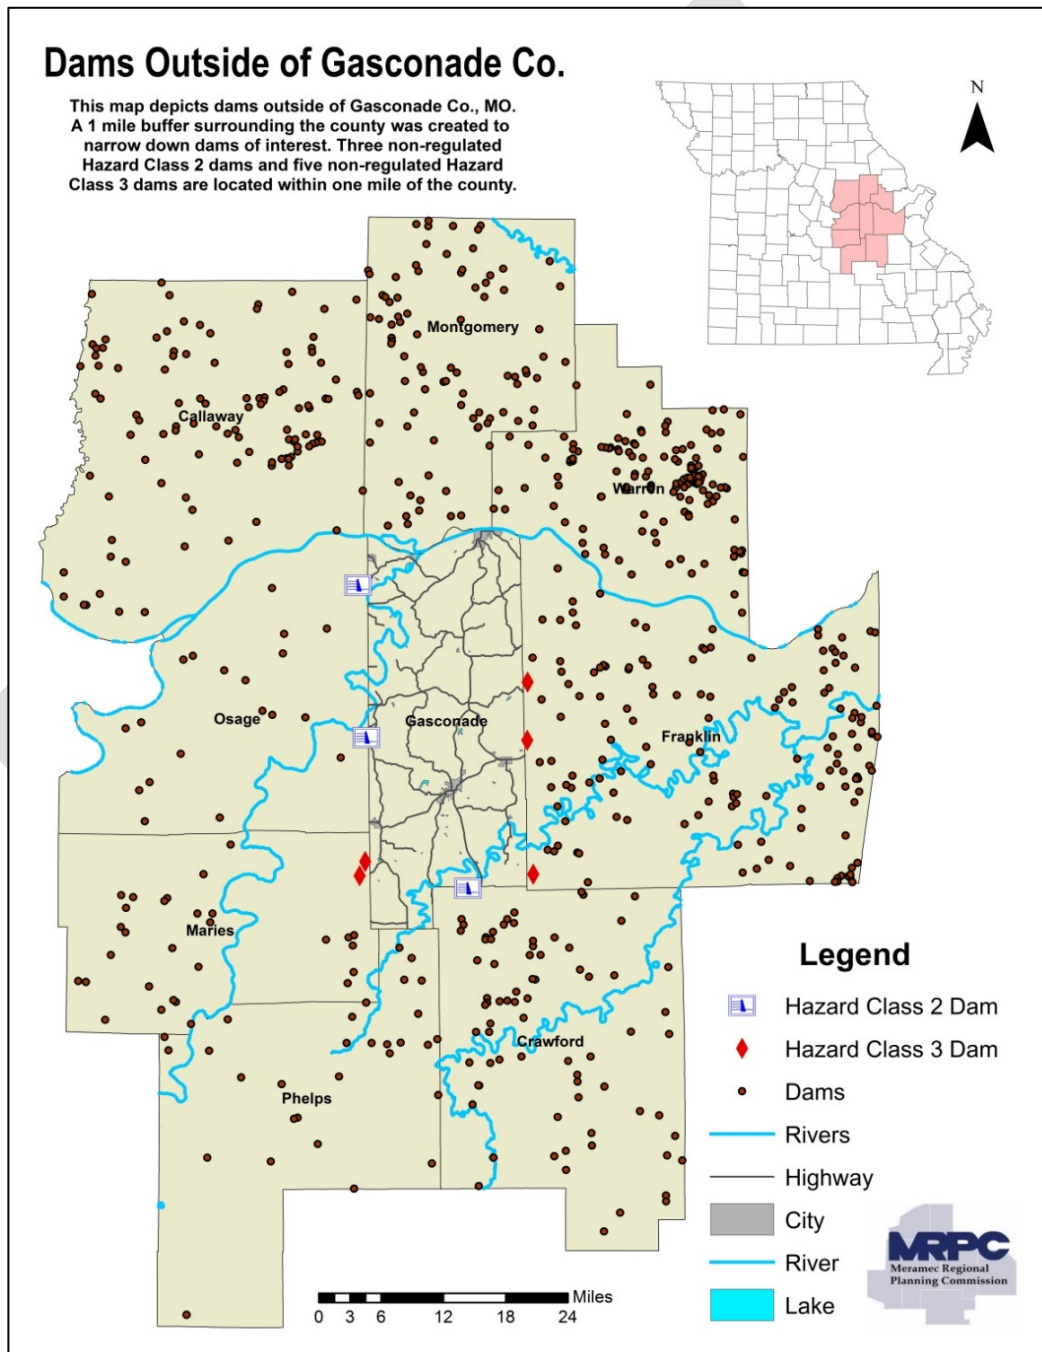 Dams Outside of Gasconade Co.
This map depicts dams outside of Gasconade Co., MO.
A 1 mile buffer surrounding the county was created to
narrow down dams of interest. Three non-regulated
Hazard Class 2 dams and five non-regulated Hazard
Class 3 dams are located within one mile of the county.
N
Montgomery
Callaway
Warren
Osage
Gasconade
Franklin
Maries
Crawford
Phelps
Legend
Hazard Class 2 Dam
Hazard Class 3 Dam
Dams
Rivers
Highway
City
River
Lake
MRPC
Meramec Regional
Planning Commission
Miles
0 3 6 12 18 24